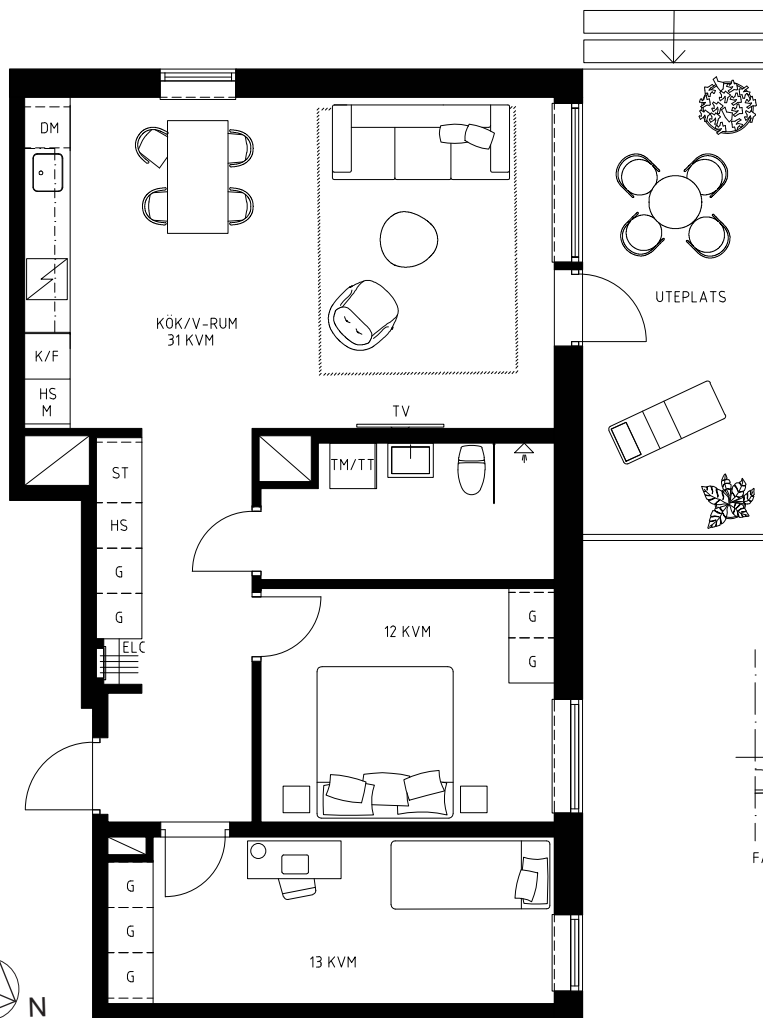 DM
UTEPLATS
KÖK/V-RUM
31 KVM
K/F
HS
M
TV
ST
TM/TT
HS
G
G
G
12 KVM
ELC
G
G
G
13 KVM
G
N